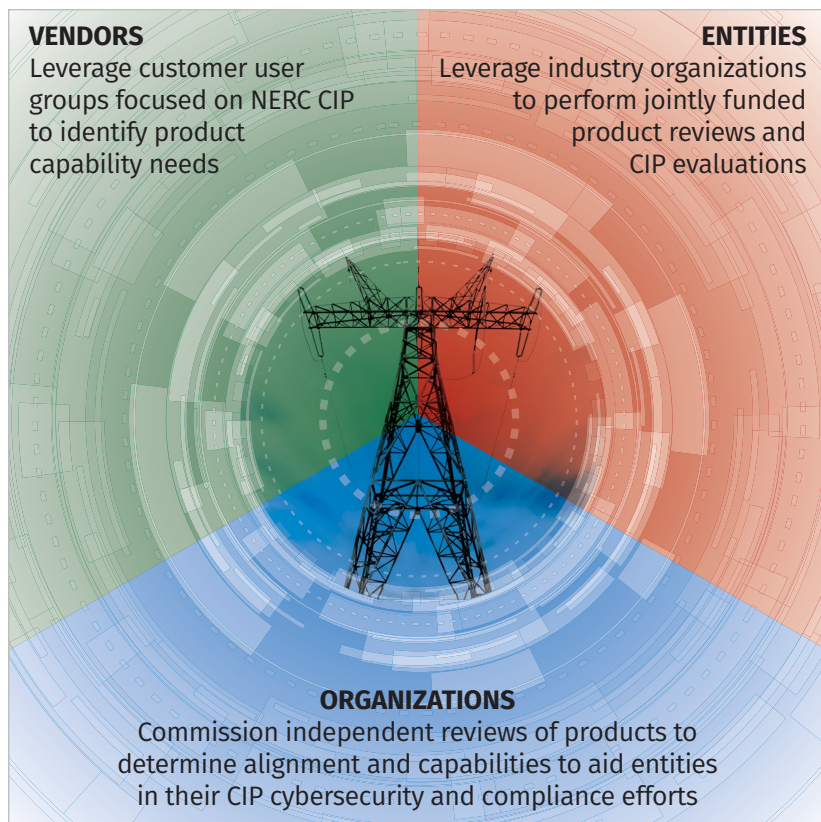 VENDORS
Leverage customer user
groups focused on NERC CIP
to identify product
capability needs
ENTITIES
Leverage industry organizations
to perform jointly funded
product reviews and
CIP evaluations
ORGANIZATIONS
Commission independent reviews of products to
determine alignment and capabilities to aid entities
in their CIP cybersecurity and compliance efforts